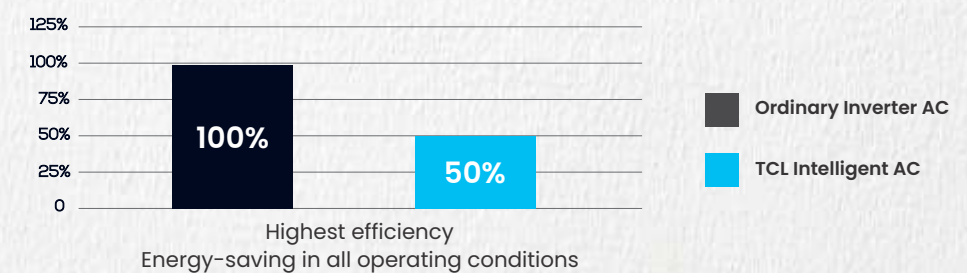 125%
100%
75%
50%
25%
0
100%
50%
Highest efficiency
Energy-saving in all operating conditions
Ordinary Inverter AC
TCL Intelligent AC